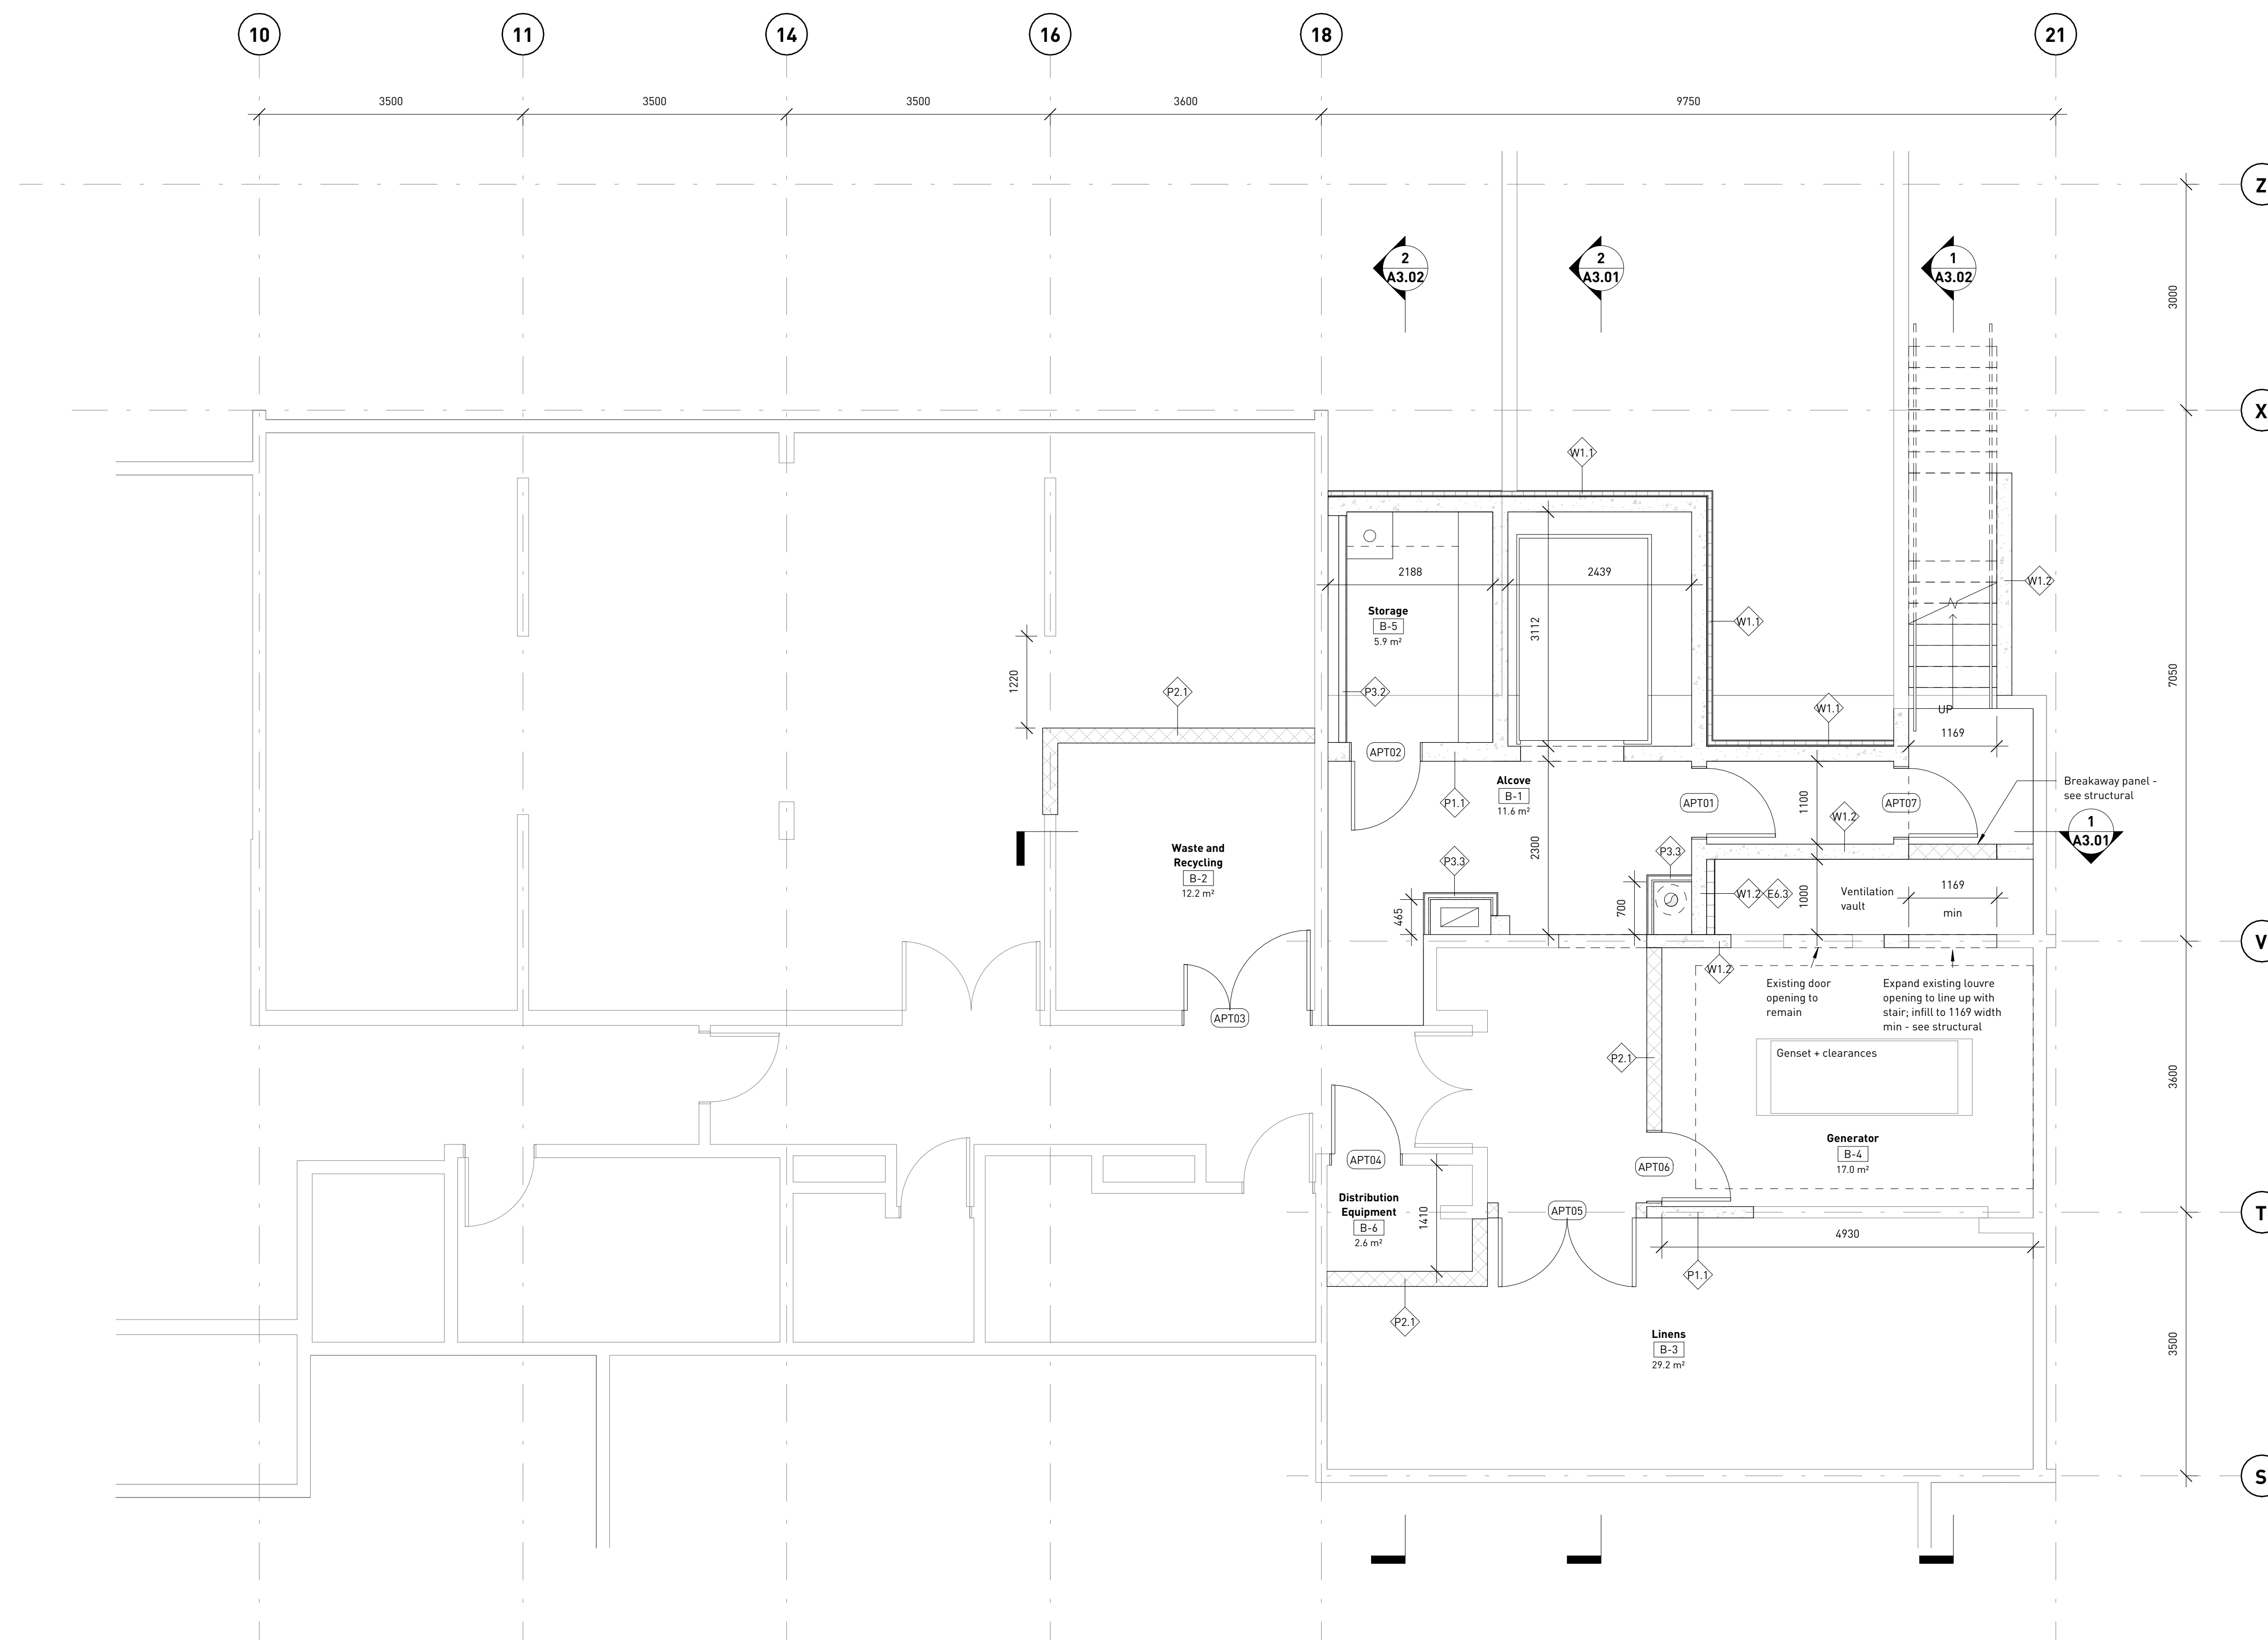 10
11
14
16
18
21
3500
3500
3500
3600
9750
Z
2
A3.02
2
A3.01
1
A3.02
3000
X
W1.1
2188
2439
W1.2
Storage
B-5
5.9 m²
3112
W1.1
1220
P2.1
P3.2
7050
W1.1
UP
1169
APT02
Alcove
B-1
11.6 m²
P1.1
APT01
1100
APT07
Breakaway panel -
see structural
W1.2
1
A3.01
Waste and
Recycling
B-2
12.2 m²
2300
P3.3
P3.3
465
700
W1.2
E6.3
1000
Ventilation
vault
1169
min
V
W1.2
Existing door
opening to
remain
Expand existing louvre
opening to line up with
stair; infill to 1169 width
min - see structural
APT03
P2.1
Genset + clearances
3600
Generator
B-4
17.0 m²
APT04
APT06
Distribution
Equipment
B-6
2.6 m²
1410
APT05
T
4930
P1.1
P2.1
Linens
B-3
29.2 m²
3500
S